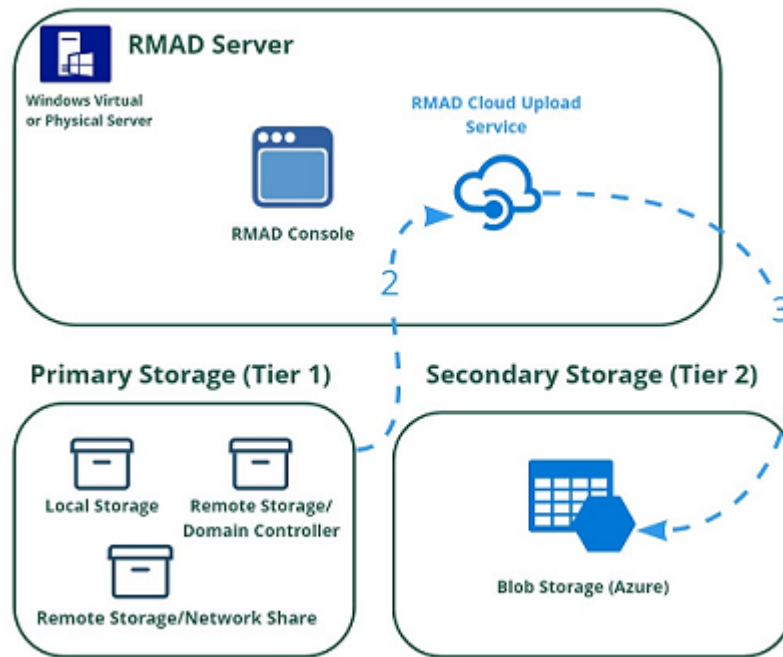 RMAD Server
Windows Virtual
or Physical Server
RMAD Cloud Upload
Service
RMAD Console
2
3
Primary Storage (Tier 1)
Secondary Storage (Tier 2)
Local Storage
Remote Storage/
Domain Controller
Remote Storage/Network Share
Blob Storage (Azure)